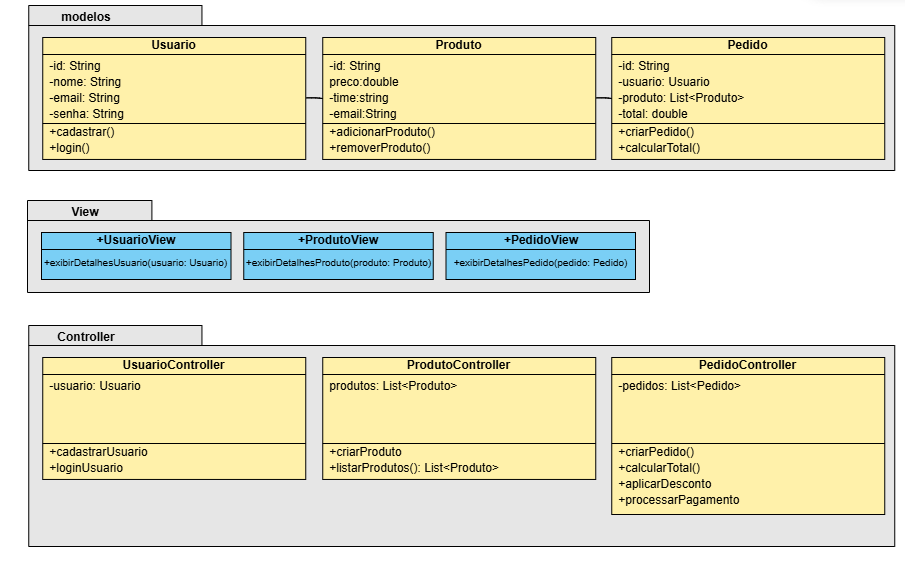 modelos
Usuario
-id: String
-nome: String
-email: String
-senha: String
+cadastrar()
+login()
Produto
-id: String
preco:double
-time:string
-email:String
+adicionarProduto()
+removerProduto()
Pedido
-id: String
-usuario: Usuario
-produto: List<Produto>
-total: double
+criarPedido()
+calcularTotal()
View
+UsuarioView
+exibirDetalhesUsuario(usuario: Usuario)
+ProdutoView
+exibirDetalhesProduto(produto: Produto)
+PedidoView
+exibirDetalhesPedido(pedido: Pedido)
Controller
UsuarioController
-usuario: Usuario
+cadastrarUsuario
+loginUsuario
ProdutoController
produtos: List<Produto>
+criarProduto
+listarProdutos(): List<Produto>
PedidoController
-pedidos: List<Pedido>
+criarPedido()
+calcularTotal()
+aplicarDesconto
+processarPagamento